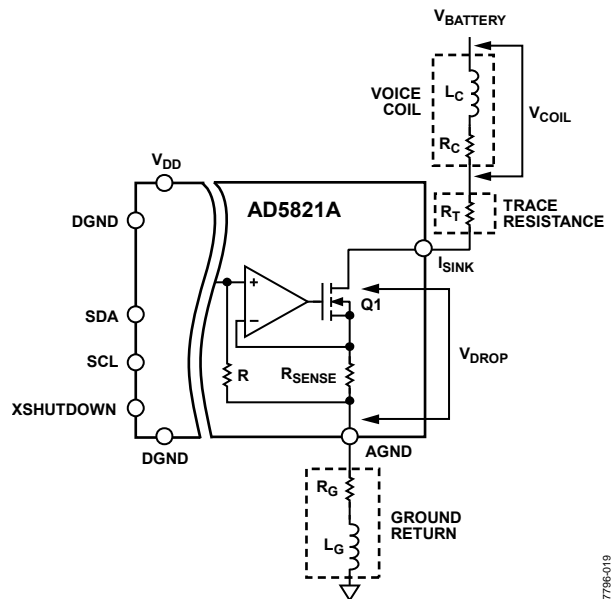 VBATTERY
VOICE
COIL
LC
RC
VCOIL
VDD
AD5821A
RT
TRACE
RESISTANCE
DGND
ISINK
+
–
Q1
SDA
SCL
R
RSENSE
VDROP
XSHUTDOWN
DGND
AGND
RG
LG
GROUND
RETURN
7796-019